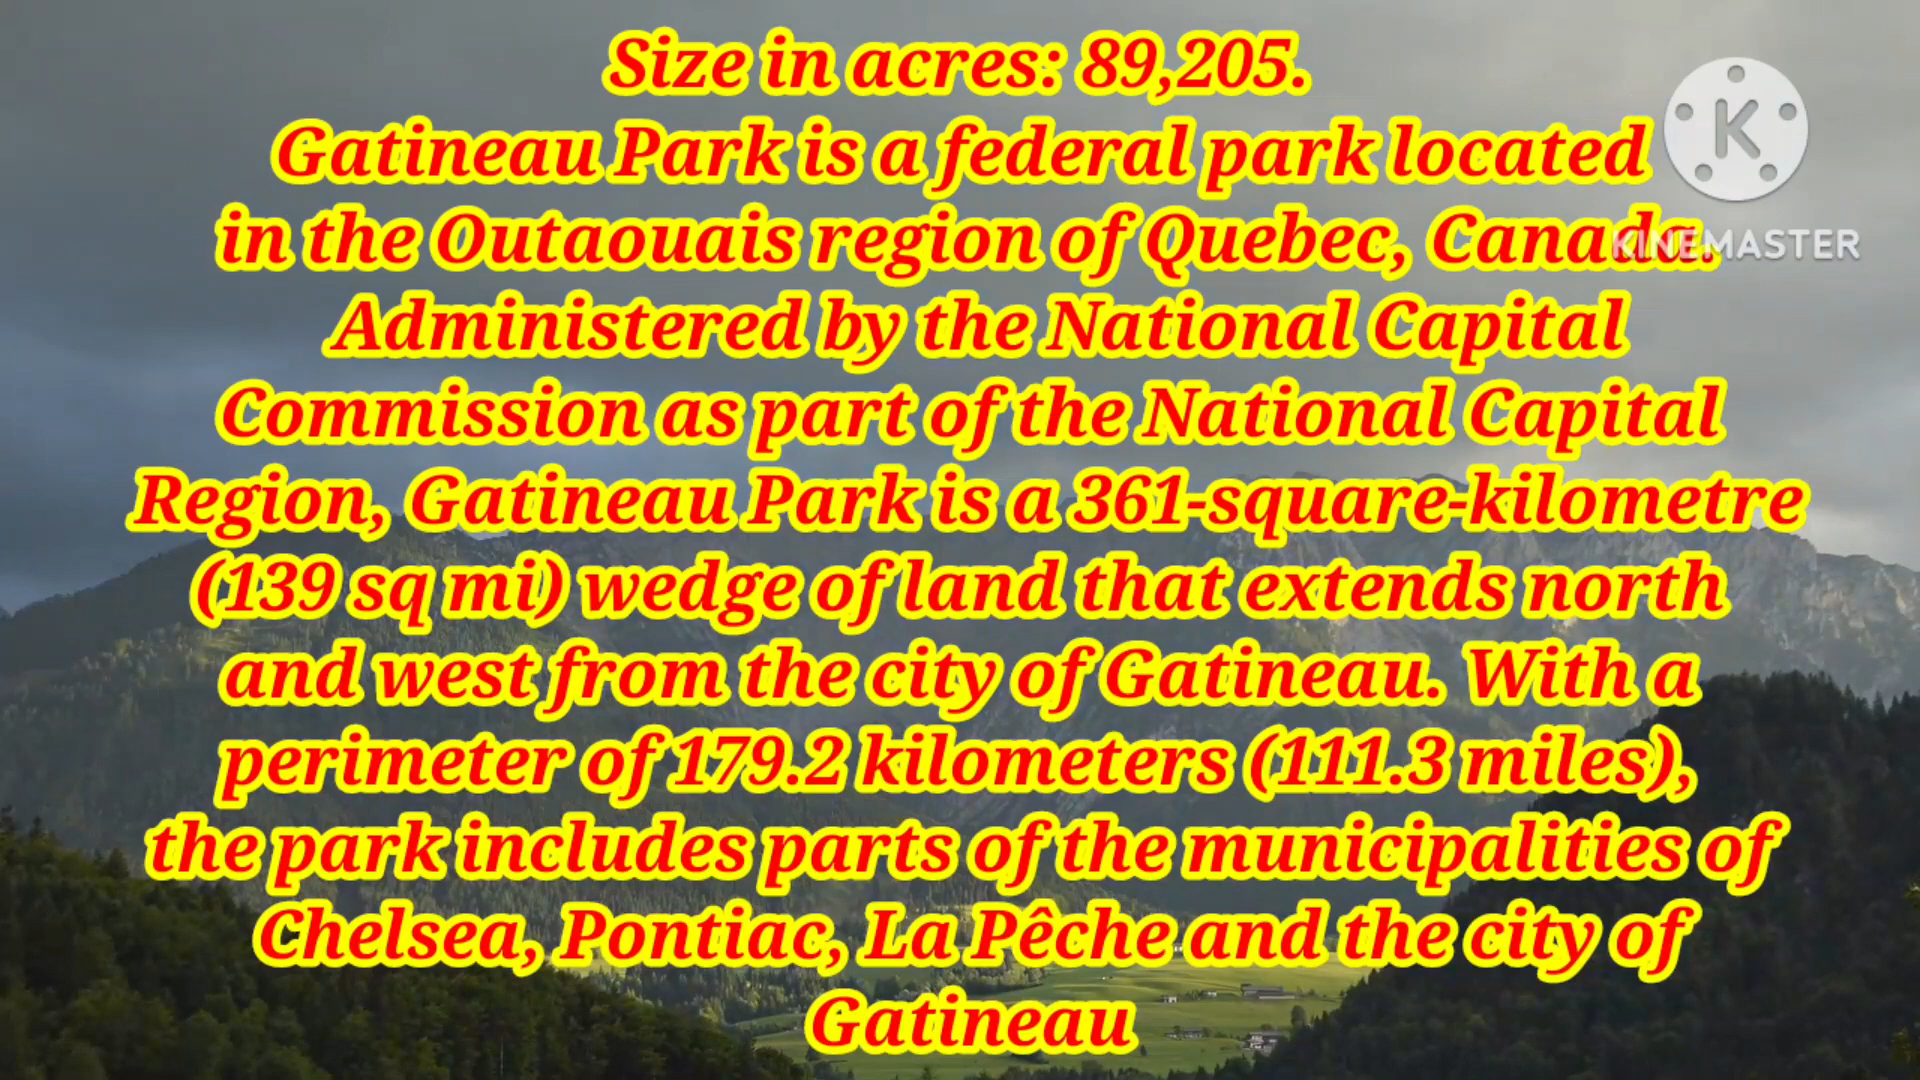 Size in acres: 89,205.
Gatineau Park is a federal park located
in the Outaouais region of Quebec, Canada.
Administered by the National Capital
Commission as part of the National Capital
Region, Gatineau Park is a 361-square-kilometre
(139 sq mi) wedge of land that extends north
and west from the city of Gatineau. With a
perimeter of 179.2 kilometers (111.3 miles),
the park includes parts of the municipalities of
Chelsea, Pontiac, La Pêche and the city of
Gatineau
K
KINEMASTER